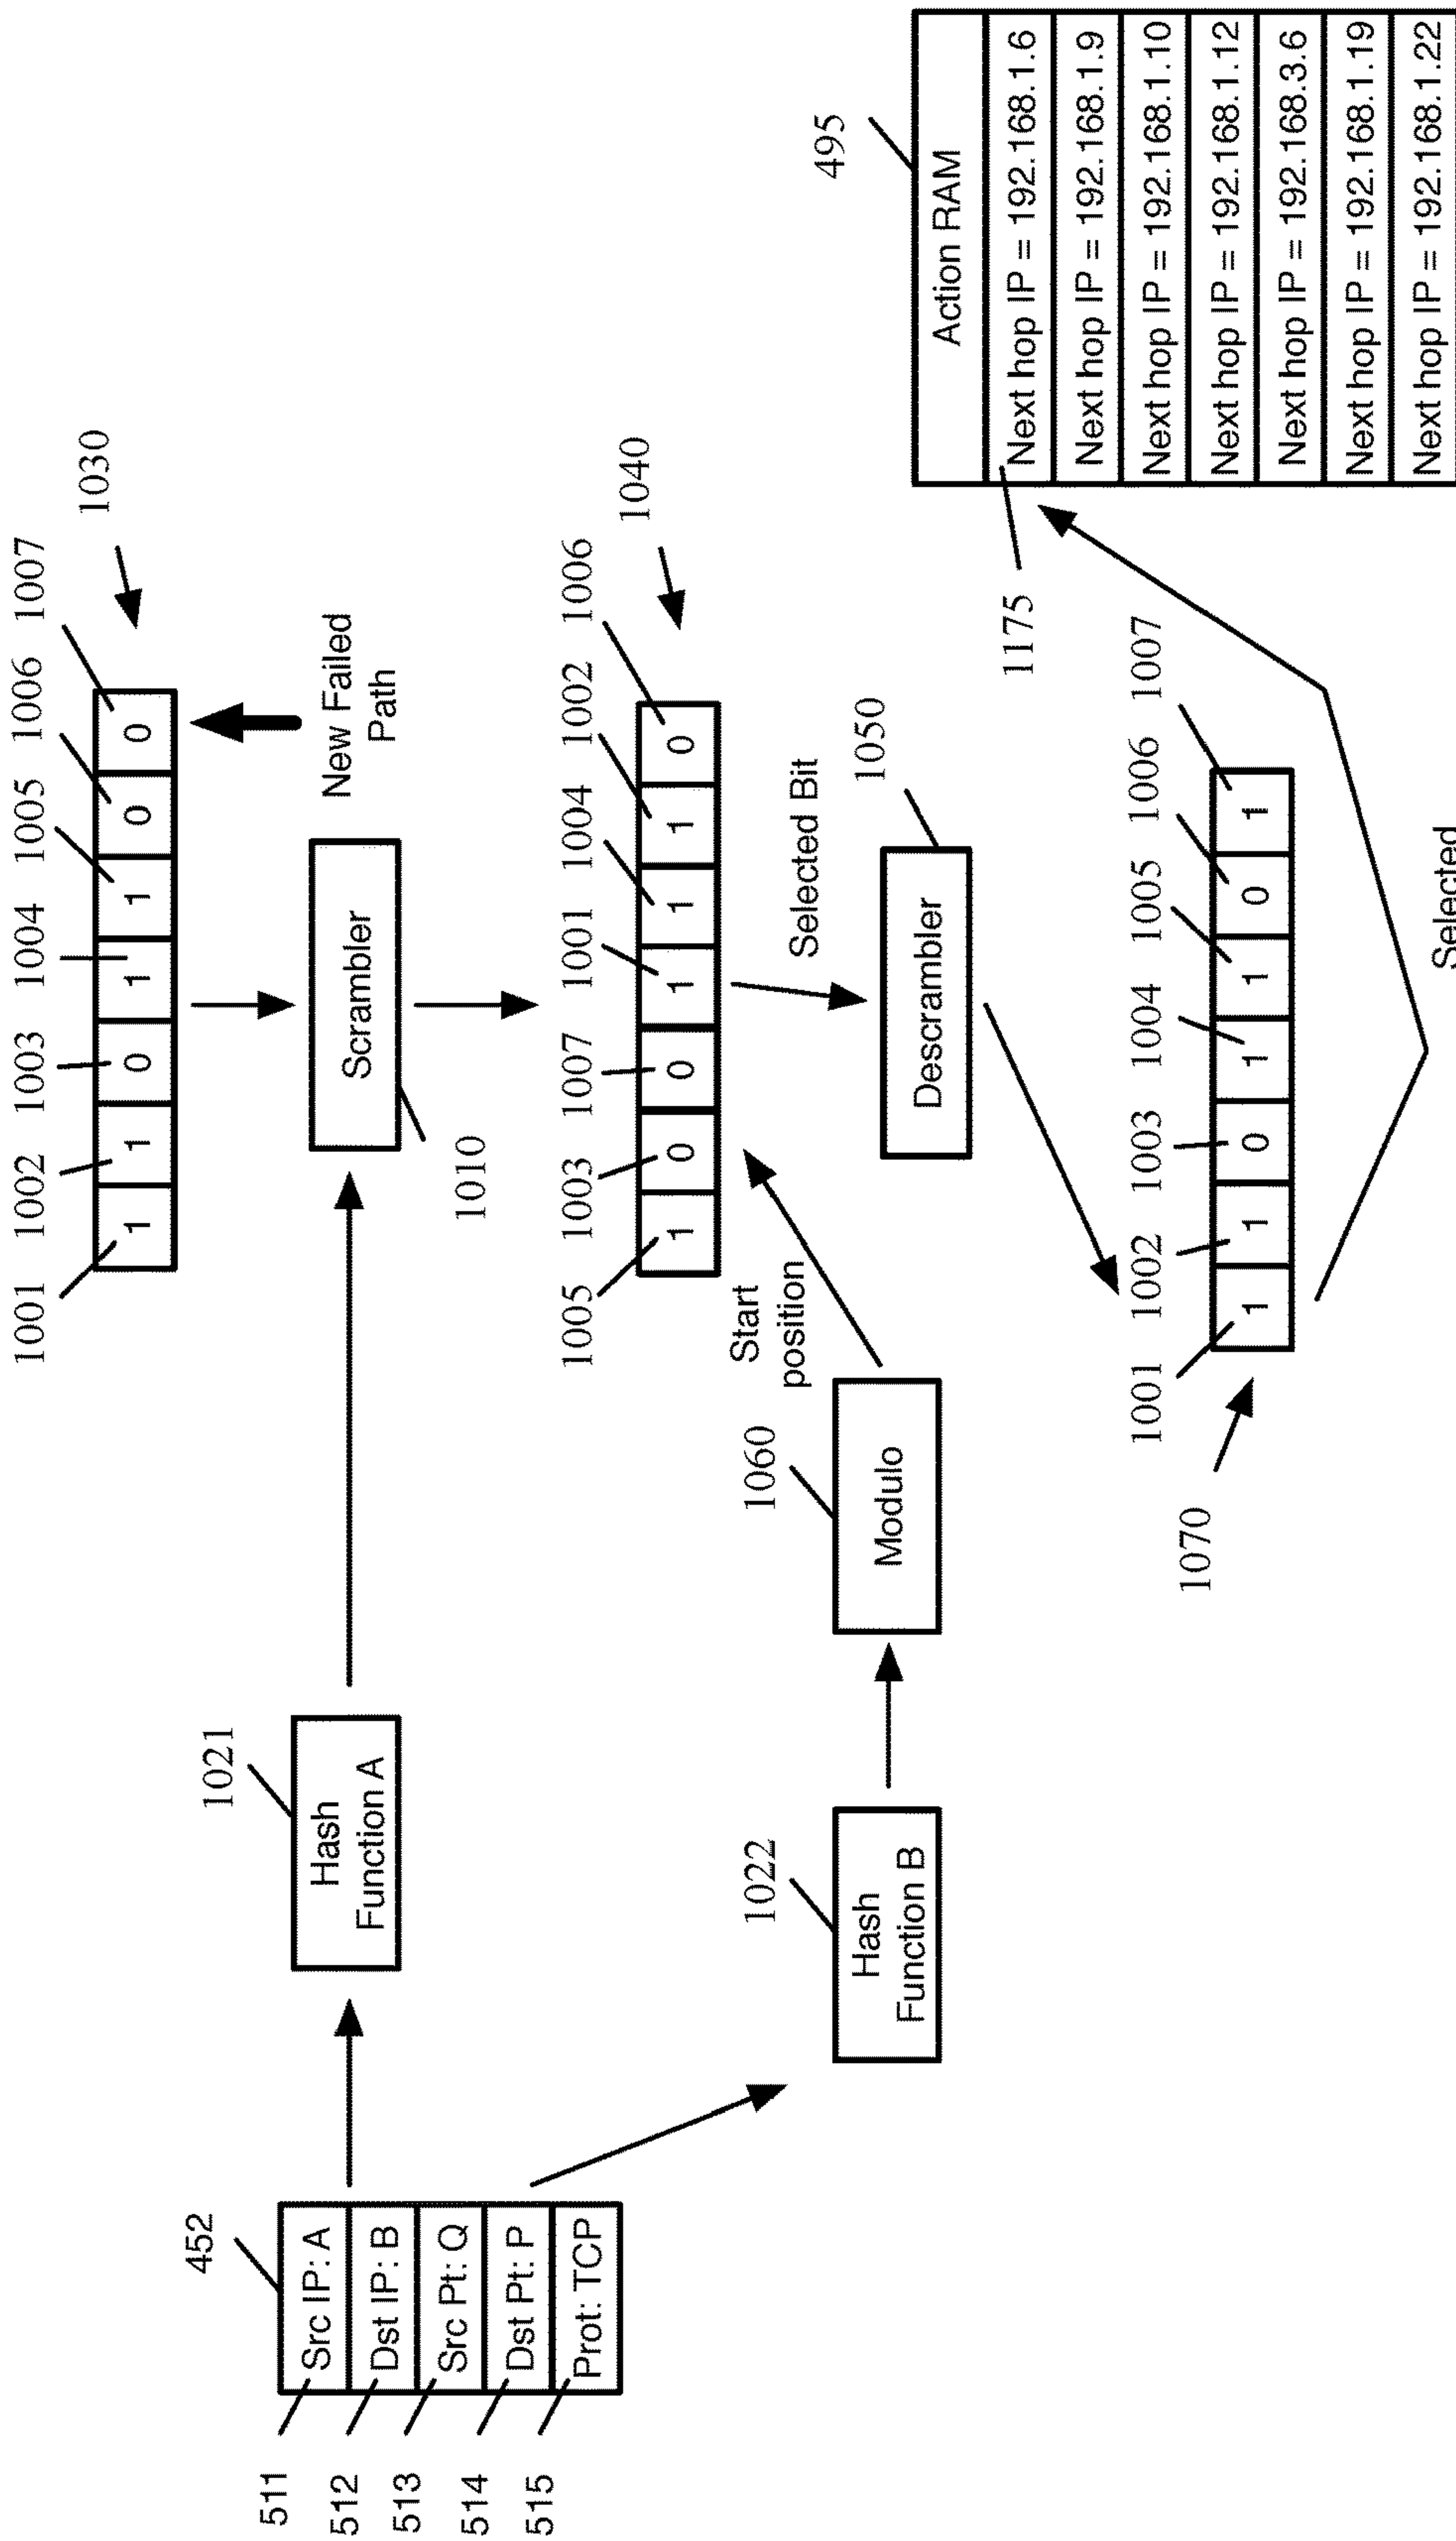 1001
1002
1003
1004
1005
1006
1007
1030
1
1
0
1
1
0
0
New Failed
Path
452
511
512
513
514
515
Src IP: A
Dst IP: B
Src Pt: Q
Dst Pt: P
Prot: TCP
1021
Hash
Function A
Scrambler
1010
1005
1003
1007
1001
1004
1002
1006
1040
1
0
0
1
1
1
0
Start
position
Selected Bit
1022
Hash
Function B
1060
Modulo
Descrambler
1050
1070
1001
1002
1003
1004
1005
1006
1007
1
1
0
1
1
0
1
Selected
495
1175
Action RAM
Next hop IP = 192.168.1.6
Next hop IP = 192.168.1.9
Next hop IP = 192.168.1.10
Next hop IP = 192.168.1.12
Next hop IP = 192.168.3.6
Next hop IP = 192.168.1.19
Next hop IP = 192.168.1.22